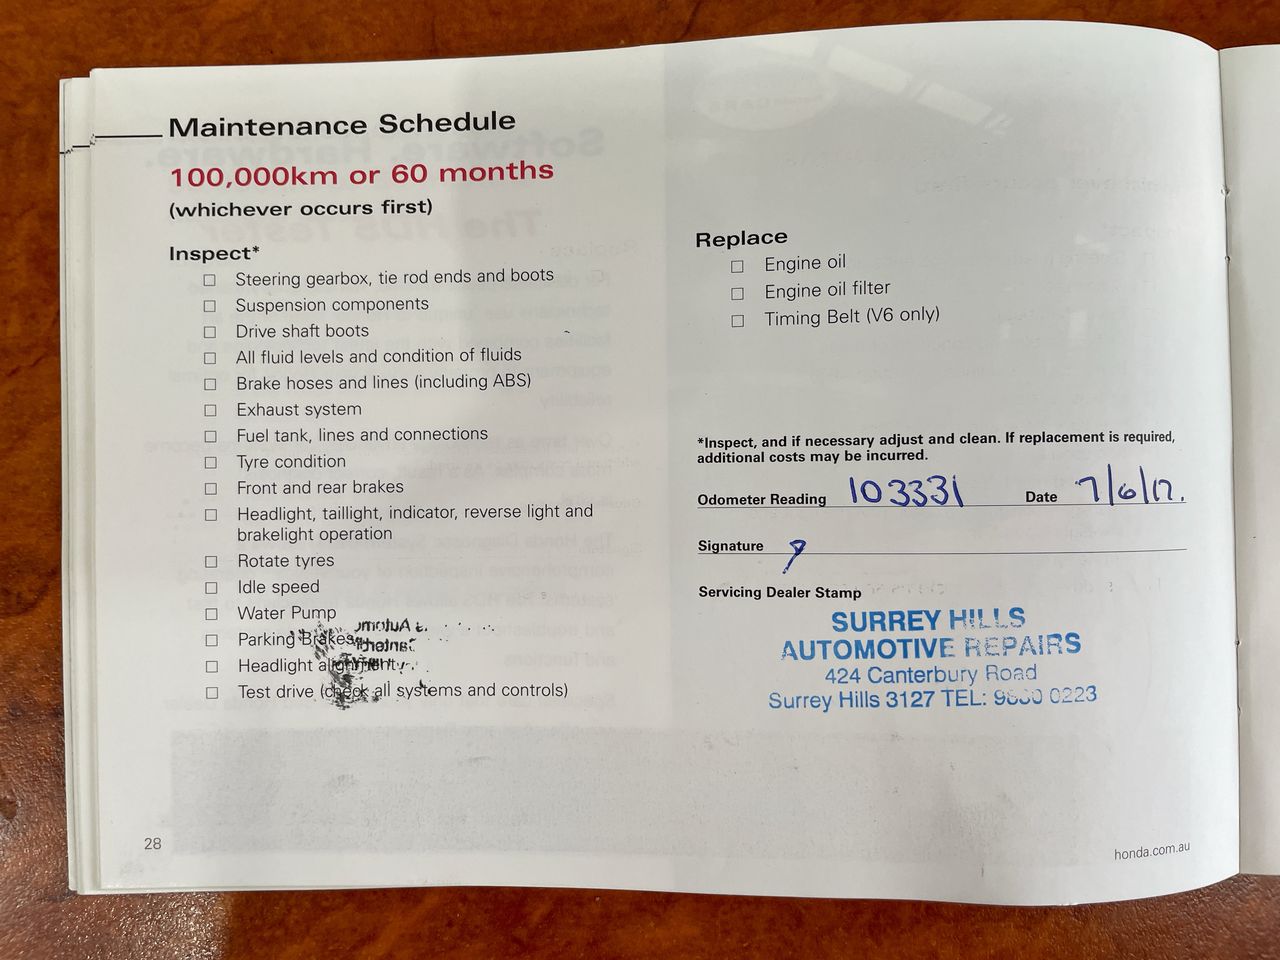 Maintenance Schedule
100,000km or 60 months
(whichever occurs first)
Inspect*
Steering gearbox, tie rod ends and boots
Suspension components
Drive shaft boots
All fluid levels and condition of fluids
Brake hoses and lines (including ABS)
Exhaust system
Fuel tank, lines and connections
Tyre condition
Front and rear brakes
Headlight, taillight, indicator, reverse light and
brakelight operation
Rotate tyres
Idle speed
Water Pump
Parking Brakes
Headlight alignment
Test drive (check all systems and controls)
28
Replace
Engine oil
Engine oil filter
Timing Belt (V6 only)
*Inspect, and if necessary adjust and clean. If replacement is required,
additional costs may be incurred.
Odometer Reading 103331 Date 7/6/17.
Signature
Servicing Dealer Stamp
SURREY HILLS
AUTOMOTIVE REPAIRS
424 Canterbury Road
Surrey Hills 3127 TEL: 0223
honda.com.au